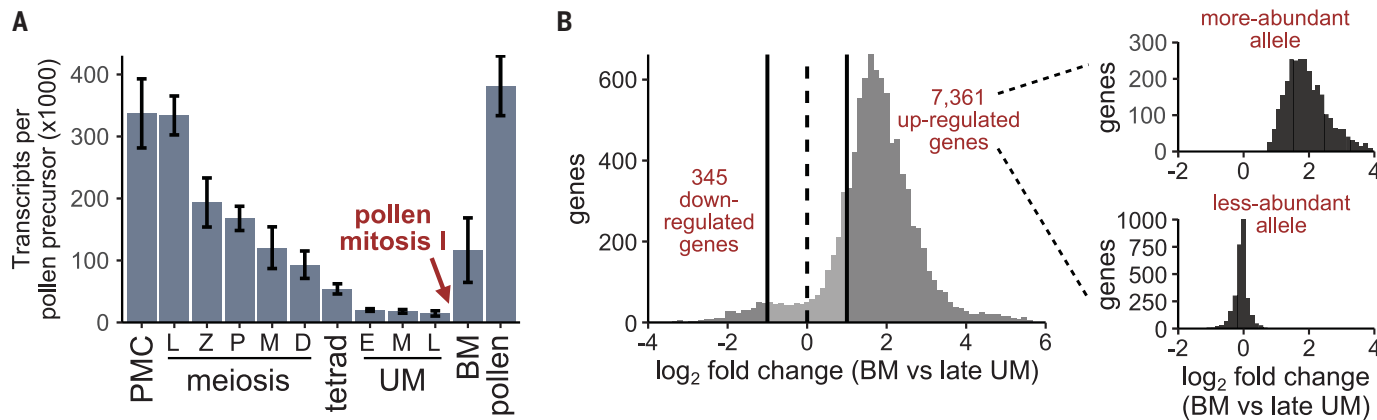 A
Transcripts per
pollen precursor (x1000)
400
300
200
100
0
pollen
mitosis I
PMC
L
Z
P
M
D
tetrad
E
M
L
BM
pollen
meiosis
UM
B
genes
600
400
200
0
345
down-
regulated
genes
7,361
up-regulated
genes
-4
-2
0
2
4
6
log₂ fold change (BM vs late UM)
more-abundant
allele
genes
300
200
100
0
-2
0
2
4
less-abundant
allele
genes
1000
750
500
250
0
-2
0
2
4
log₂ fold change
(BM vs late UM)